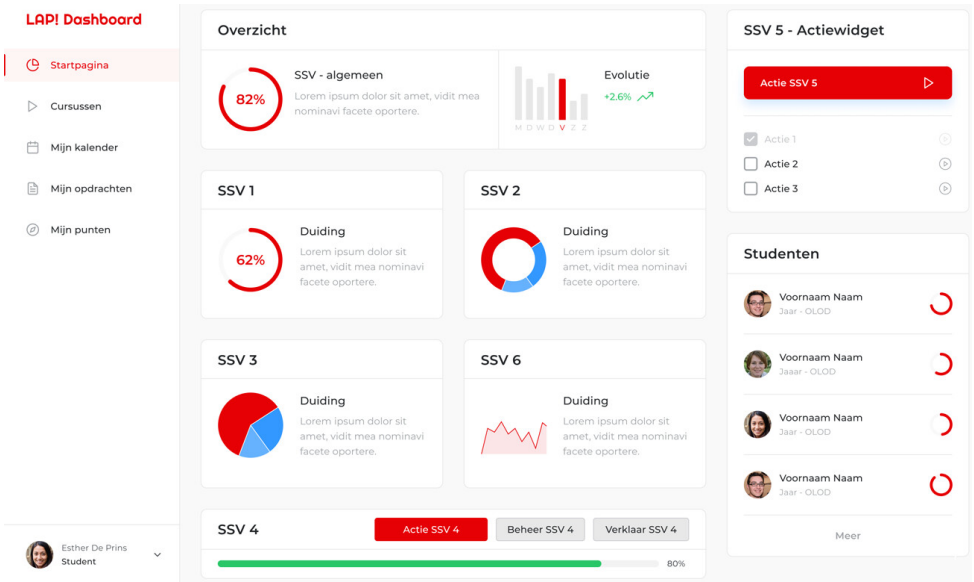 LAP! Dashboard
Startpagina
Cursussen
Mijn kalender
Mijn opdrachten
Mijn punten
Esther De Prins
Student
Overzicht
82%
SSV - algemeen
Lorem ipsum dolor sit amet, vidit mea
nominavi facete oportere.
M D W D V Z Z
Evolutie
+2.6%
SSV 1
62%
Duiding
Lorem ipsum dolor sit
amet, vidit mea nominavi
facete oportere.
SSV 2
Duiding
Lorem ipsum dolor sit
amet, vidit mea nominavi
facete oportere.
SSV 3
Duiding
Lorem ipsum dolor sit
amet, vidit mea nominavi
facete oportere.
SSV 6
Duiding
Lorem ipsum dolor sit
amet, vidit mea nominavi
facete oportere.
SSV 4
Actie SSV 4
Beheer SSV 4
Verklaar SSV 4
80%
SSV 5 - Actiewidget
Actie SSV 5
Actie 1
Actie 2
Actie 3
Studenten
Voornaam Naam
Jaar - OLOD
Voornaam Naam
Jaaar - OLOD
Voornaam Naam
Jaar - OLOD
Voornaam Naam
Jaar - OLOD
Meer